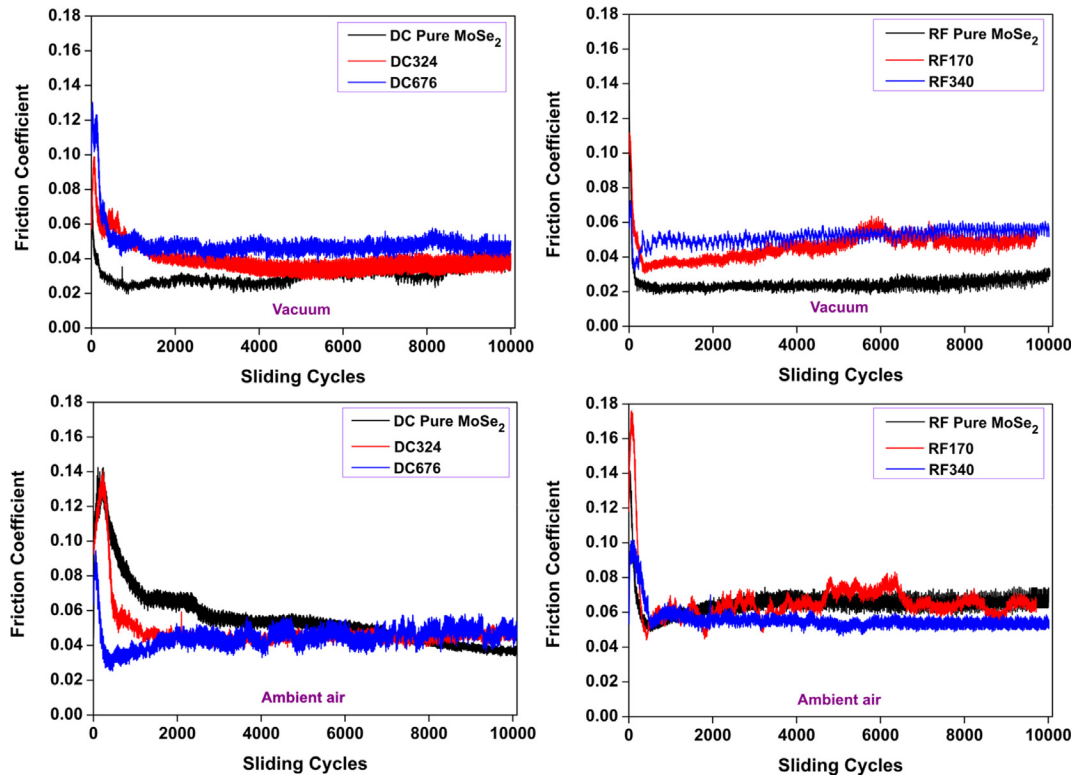 0.18
0.16
0.14
0.12
0.10
0.08
0.06
0.04
0.02
0.00
Friction Coefficient
DC Pure MoSe₂
DC324
DC676
Vacuum
0 2000 4000 6000 8000 10000
Sliding Cycles
0.18
0.16
0.14
0.12
0.10
0.08
0.06
0.04
0.02
0.00
Friction Coefficient
RF Pure MoSe₂
RF170
RF340
Vacuum
0 2000 4000 6000 8000 10000
Sliding Cycles
0.18
0.16
0.14
0.12
0.10
0.08
0.06
0.04
0.02
0.00
Friction Coefficient
DC Pure MoSe₂
DC324
DC676
Ambient air
0 2000 4000 6000 8000 10000
Sliding Cycles
0.18
0.16
0.14
0.12
0.10
0.08
0.06
0.04
0.02
0.00
Friction Coefficient
RF Pure MoSe₂
RF170
RF340
Ambient air
0 2000 4000 6000 8000 10000
Sliding Cycles